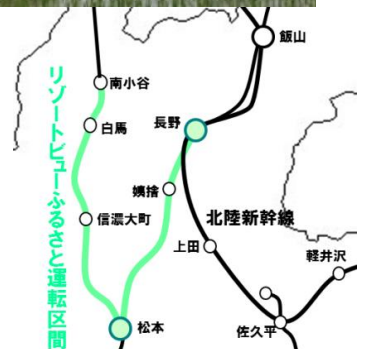 飯山
南小谷
長野
白馬
姨捨
信濃大町
北陸新幹線
上田
軽井沢
佐久平
松本
リゾートビューふるさと運転区間